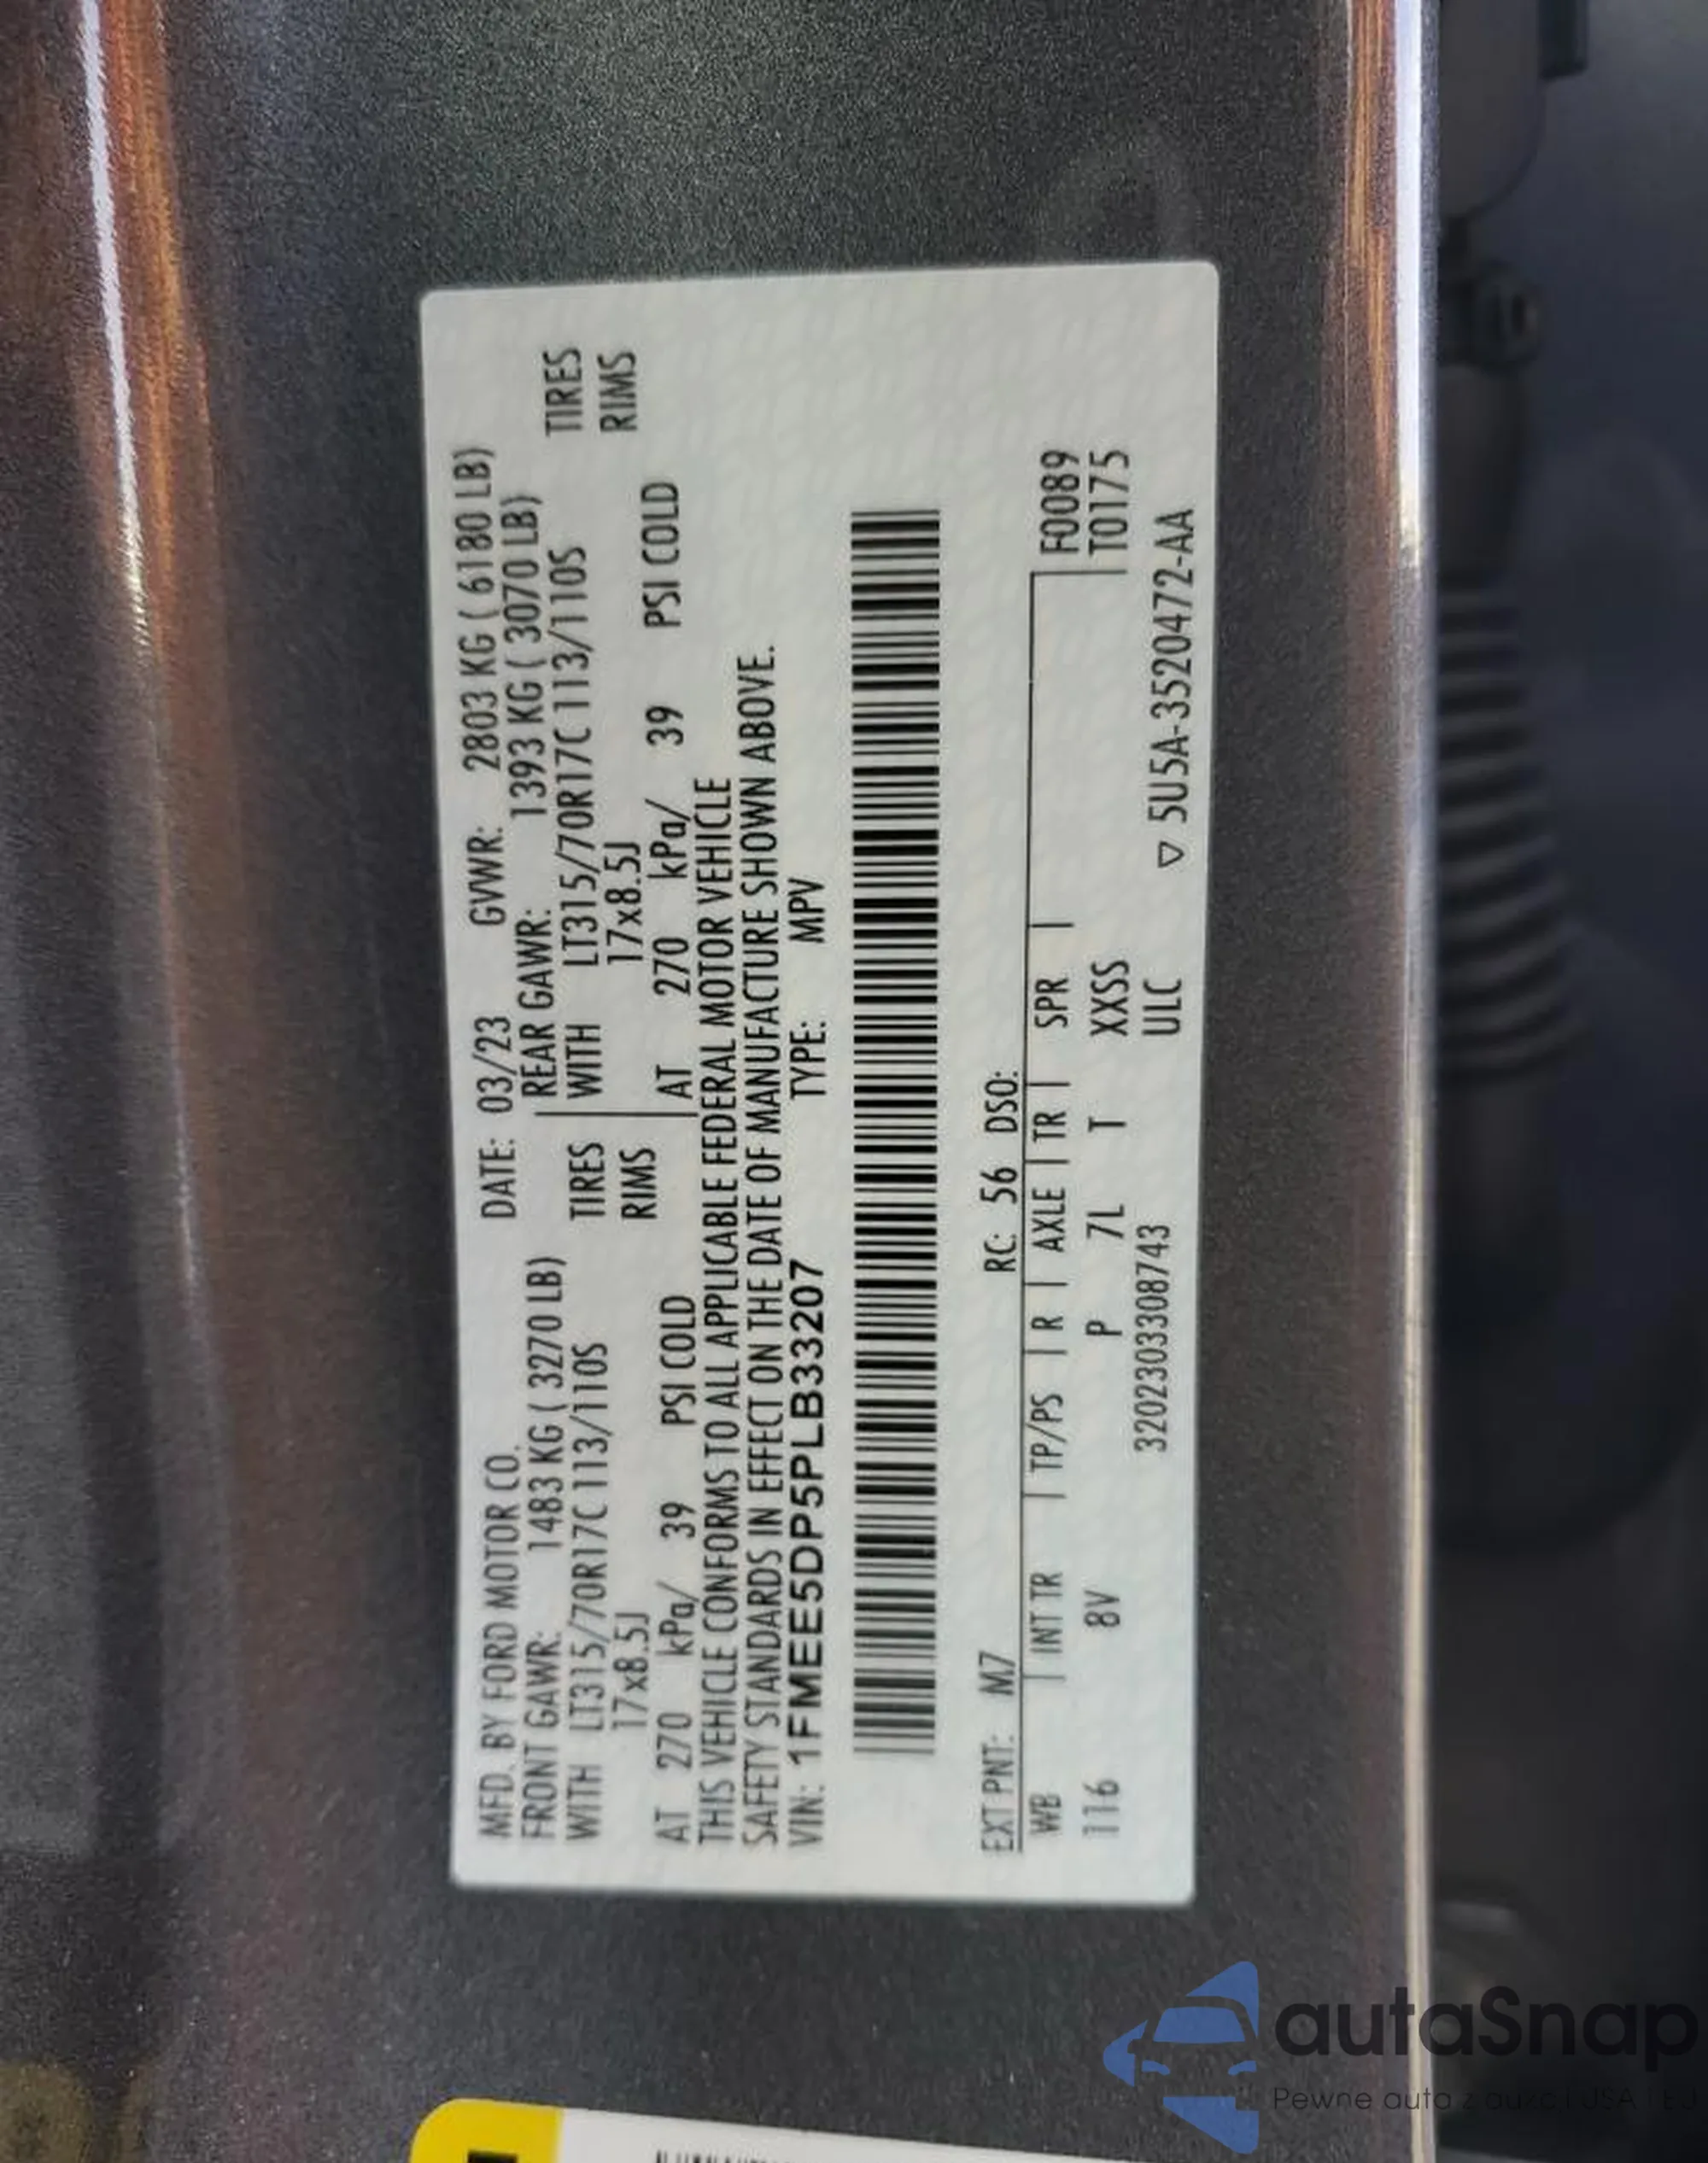 MFD. BY FORD MOTOR CO. DATE: 03/23 GVWR: 2803 KG ( 6180 LB)
FRONT GAWR: 1483 KG ( 3270 LB) REAR GAWR: 1393 KG ( 3070 LB)
WITH LT315/70R17C 113/110S TIRES WITH LT315/70R17C 113/110S TIRES
17x8.5J RIMS 17x8.5J RIMS
AT 270 kPa/ 39 PSI COLD AT 270 kPa/ 39 PSI COLD
THIS VEHICLE CONFORMS TO ALL APPLICABLE FEDERAL MOTOR VEHICLE
SAFETY STANDARDS IN EFFECT ON THE DATE OF MANUFACTURE SHOWN ABOVE.
VIN: 1FMEE5DP5PLB33207 TYPE: MPV
EXT PNT: M7 RC: 56 DSO:
WB INT TR TP/PS R AXLE TR SPR F0089
116 8V P 7L T XXSS T0175
3202303308743 ULC ▽ 5U5A-3520472-AA
autaSnap
Pewne auta z aukcji USA